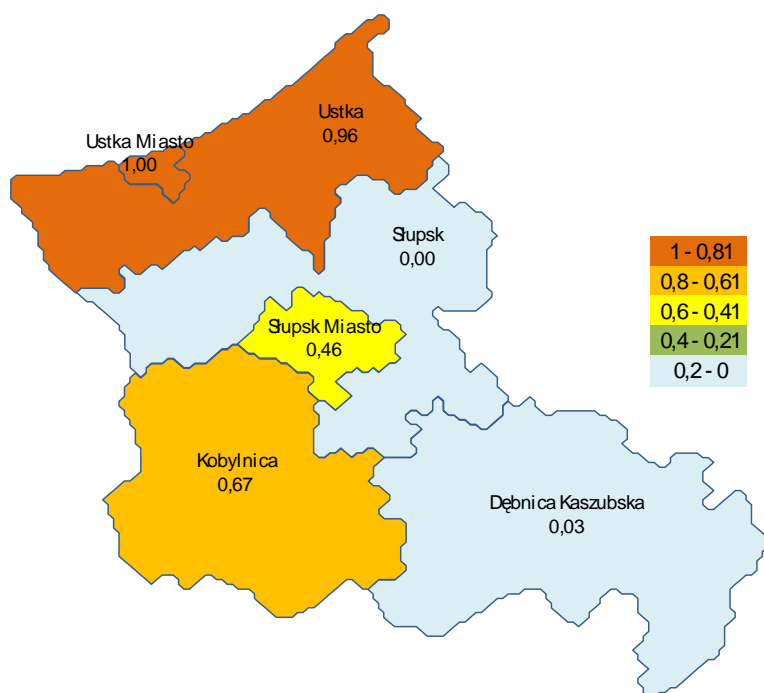 Ustka
0,96
Ustka Miasto
1,00
Słupsk
0,00
1 - 0,81
0,8 - 0,61
0,6 - 0,41
0,4 - 0,21
0,2 - 0
Słupsk Miasto
0,46
Kobylnica
0,67
Dębnica Kaszubska
0,03